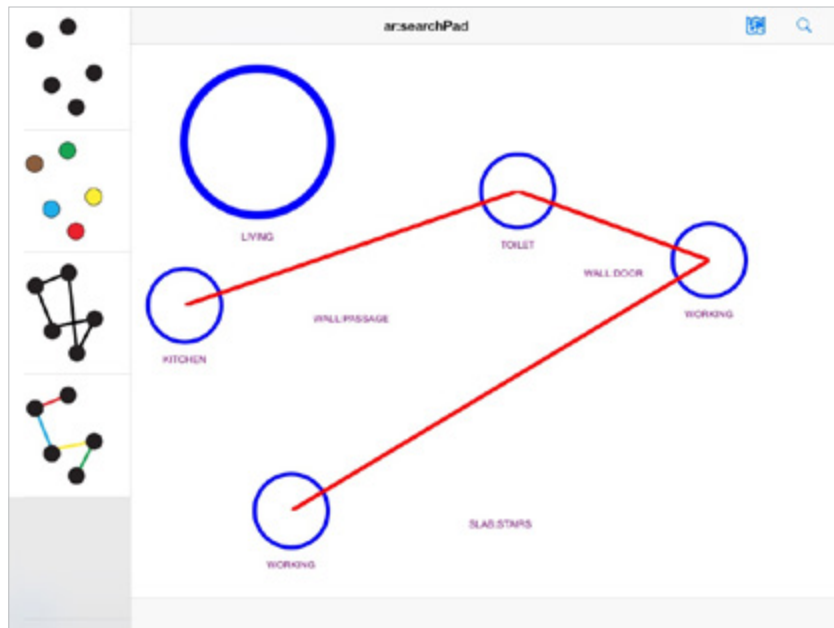 ar:searchPad
LIVING
TOILET
WALL:DOOR
WORKING
WALL:PASSAGE
KITCHEN
SLAB:STAIRS
WORKING